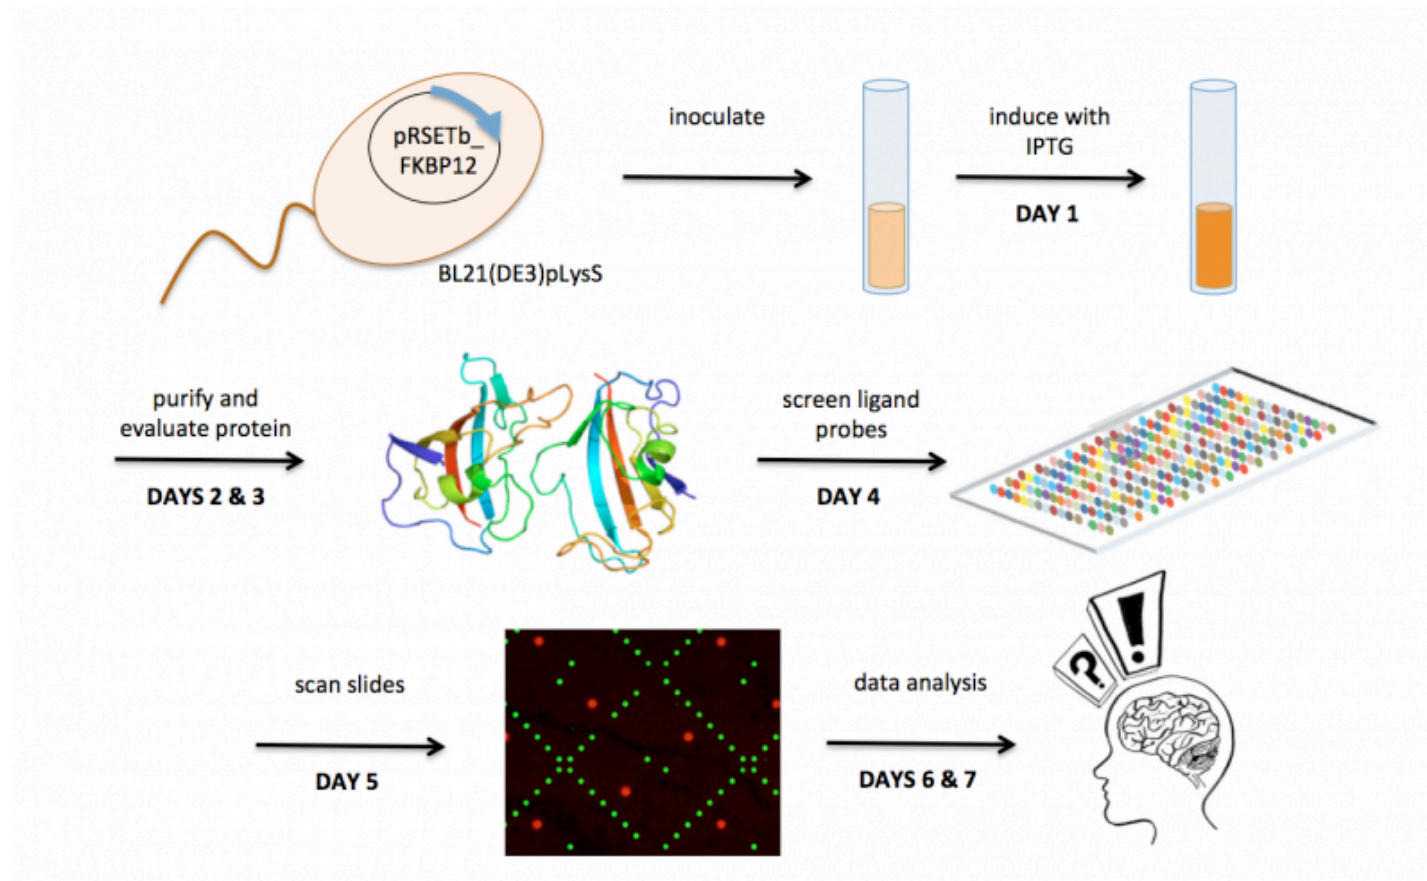 pRSETb_
FKBP12
BL21(DE3)pLysS
inoculate
induce with
IPTG
DAY 1
purify and
evaluate protein
DAYS 2 & 3
screen ligand
probes
DAY 4
scan slides
DAY 5
data analysis
DAYS 6 & 7
?
!